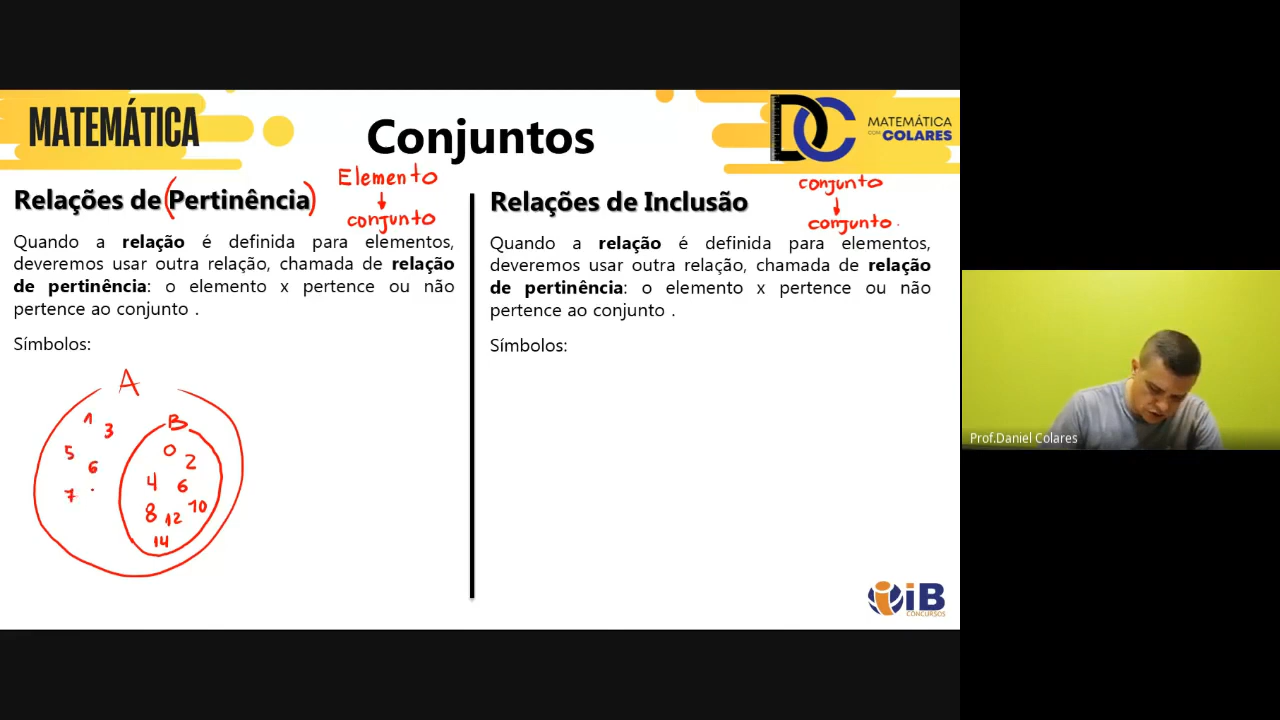 MATEMÁTICA
Conjuntos
DC
MATEMÁTICA
COM COLARES
Relações de (Pertinência)
Elemento
↓
conjunto
Quando a relação é definida para elementos,
deveremos usar outra relação, chamada de relação
de pertinência: o elemento x pertence ou não
pertence ao conjunto .
Símbolos:
A
1
3
5
6
7
B
0
2
4 6
8 12 10
14
Relações de Inclusão
conjunto
↓
conjunto
Quando a relação é definida para elementos,
deveremos usar outra relação, chamada de relação
de pertinência: o elemento x pertence ou não
pertence ao conjunto .
Símbolos:
iB
CONCURSOS
Prof.Daniel Colares